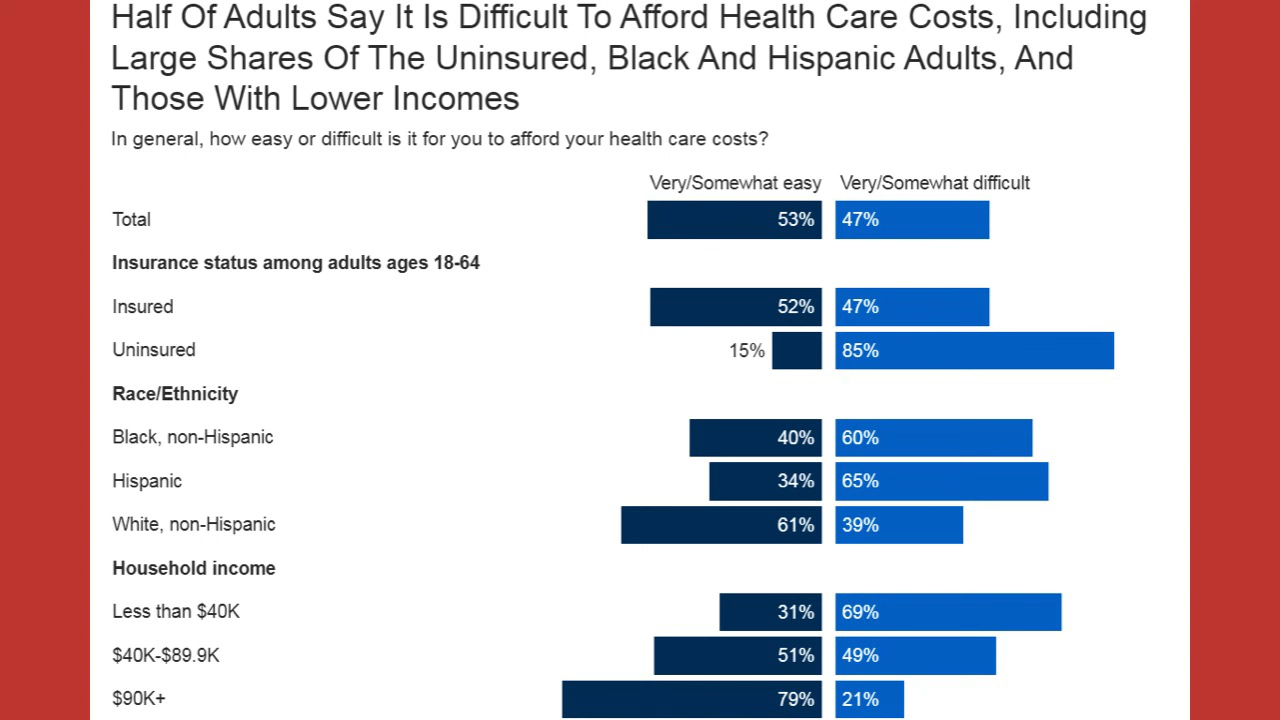 Half Of Adults Say It Is Difficult To Afford Health Care Costs, Including
Large Shares Of The Uninsured, Black And Hispanic Adults, And
Those With Lower Incomes
In general, how easy or difficult is it for you to afford your health care costs?
Very/Somewhat easy Very/Somewhat difficult
Total 53% 47%
Insurance status among adults ages 18-64
Insured 52% 47%
Uninsured 15% 85%
Race/Ethnicity
Black, non-Hispanic 40% 60%
Hispanic 34% 65%
White, non-Hispanic 61% 39%
Household income
Less than $40K 31% 69%
$40K-$89.9K 51% 49%
$90K+ 79% 21%